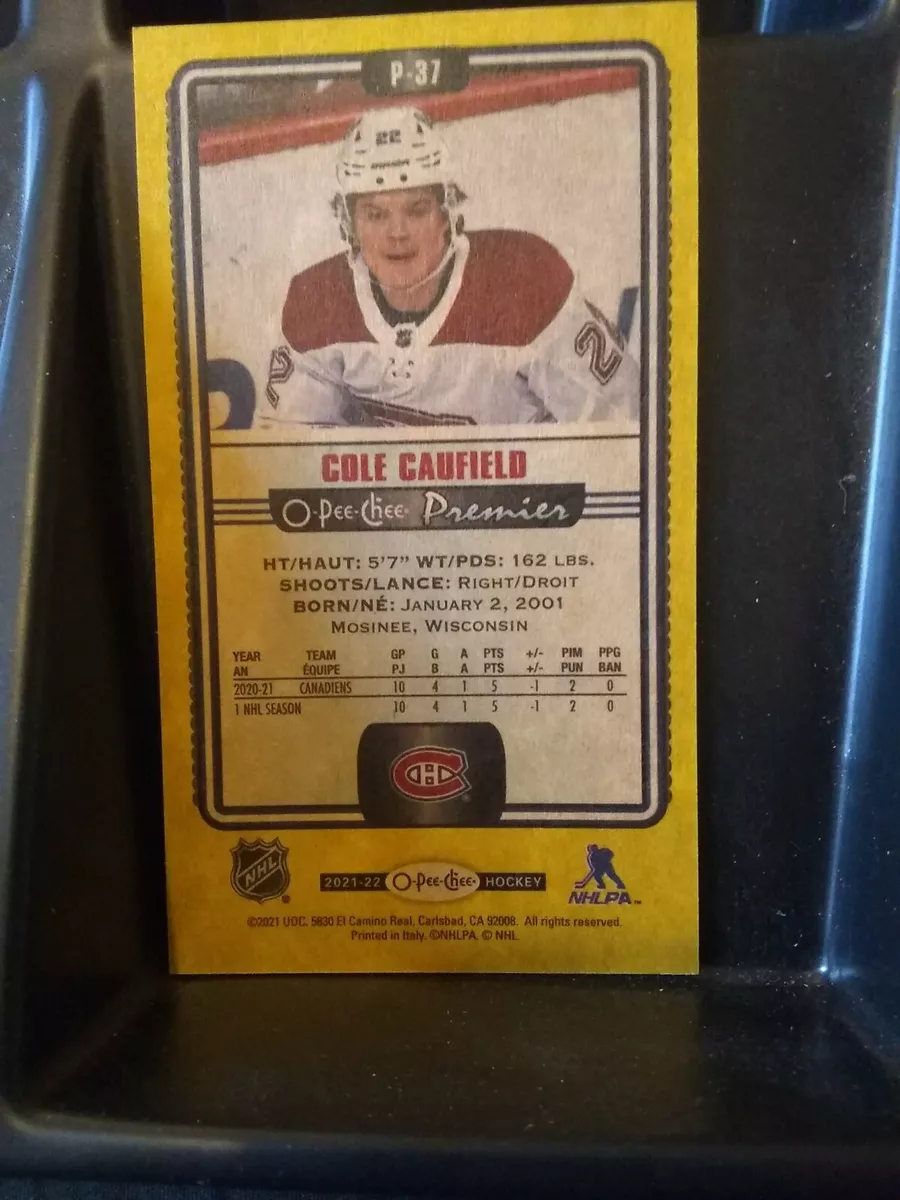 P-37
22
2
COLE CAUFIELD
O-Pee-Chee Premier
HT/HAUT: 5'7" WT/PDS: 162 LBS.
SHOOTS/LANCE: RIGHT/DROIT
BORN/NÉ: JANUARY 2, 2001
MOSINEE, WISCONSIN
YEAR TEAM GP G A PTS +/- PIM PPG
AN ÉQUIPE PJ B A PTS +/- PUN BAN
2020-21 CANADIENS 10 4 1 5 -1 2 0
1 NHL SEASON 10 4 1 5 -1 2 0
CH
NHL
2021-22 O-Pee-Chee HOCKEY
NHLPA™
©2021 UDC. 5830 El Camino Real, Carlsbad, CA 92008. All rights reserved.
Printed in Italy. ©NHLPA. © NHL.